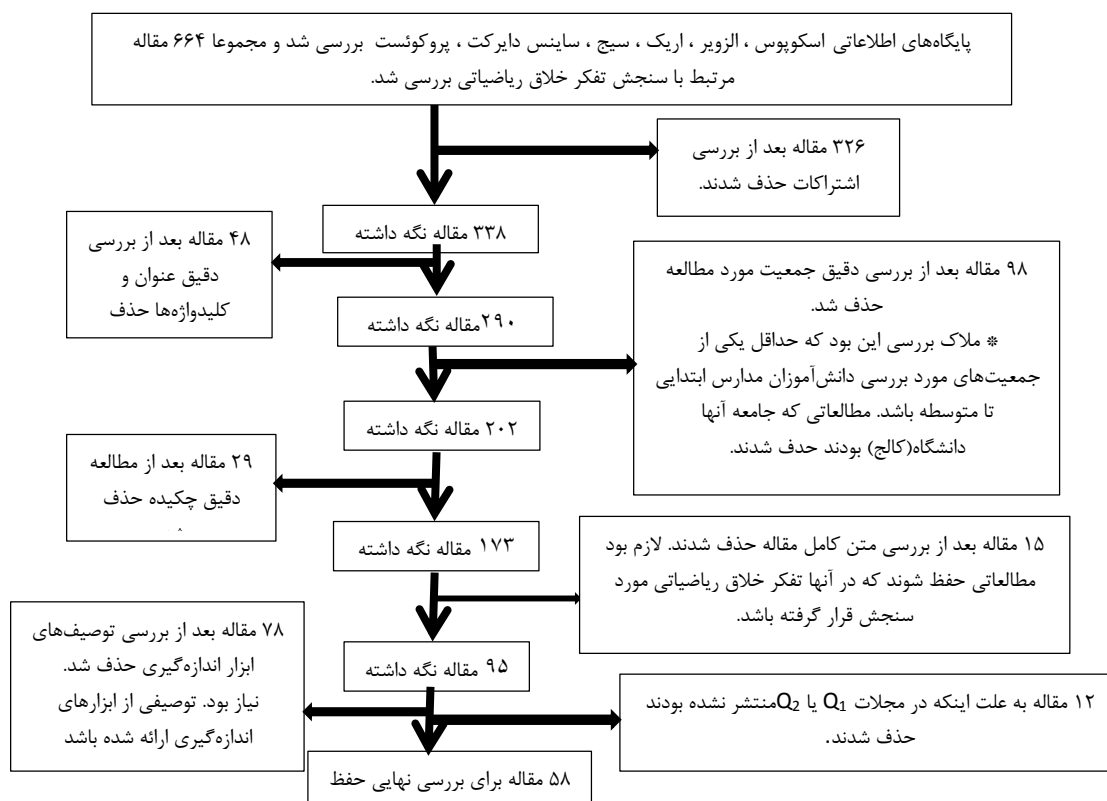 پایگاه‌های اطلاعاتی اسکوپوس ، الزویر ، اریک ، سیج ، ساینس دایرکت ، پروکوئست بررسی شد و مجموعا ۶۶۴ مقاله
مرتبط با سنجش تفکر خلاق ریاضیاتی بررسی شد.
۳۲۶ مقاله بعد از بررسی
اشتراکات حذف شدند.
۳۳۸ مقاله نگه داشته
۴۸ مقاله بعد از بررسی
دقیق عنوان و
کلیدواژه‌ها حذف
۲۹۰مقاله نگه داشته
۹۸ مقاله بعد از بررسی دقیق جمعیت مورد مطالعه
حذف شد.
* ملاک بررسی این بود که حداقل یکی از
جمعیت‌های مورد بررسی دانش‌آموزان مدارس ابتدایی
تا متوسطه باشد. مطالعاتی که جامعه آنها
دانشگاه(کالج) بودند حدف شدند.
۲۰۲ مقاله نگه داشته
۲۹ مقاله بعد از مطالعه
دقیق چکیده حذف
۱۷۳ مقاله نگه داشته
۱۵ مقاله بعد از بررسی متن کامل مقاله حذف شدند. لازم بود
مطالعاتی حفظ شوند که در آنها تفکر خلاق ریاضیاتی مورد
سنجش قرار گرفته باشد.
۹۵ مقاله نگه داشته
۷۸ مقاله بعد از بررسی توصیف‌های
ابزار اندازه‌گیری حذف شد.
نیاز بود. توصیفی از ابزارهای
اندازه‌گیری ارائه شده باشد
۱۲ مقاله به علت اینکه در مجلات Q1 یا Q2منتشر نشده بودند
حذف شدند.
۵۸ مقاله برای بررسی نهایی حفظ